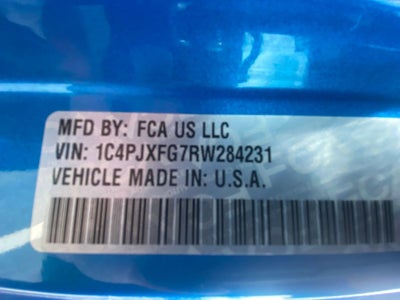 MFD BY: FCA US LLC
VIN: 1C4PJXFG7RW284231
VEHICLE MADE IN: U.S.A.